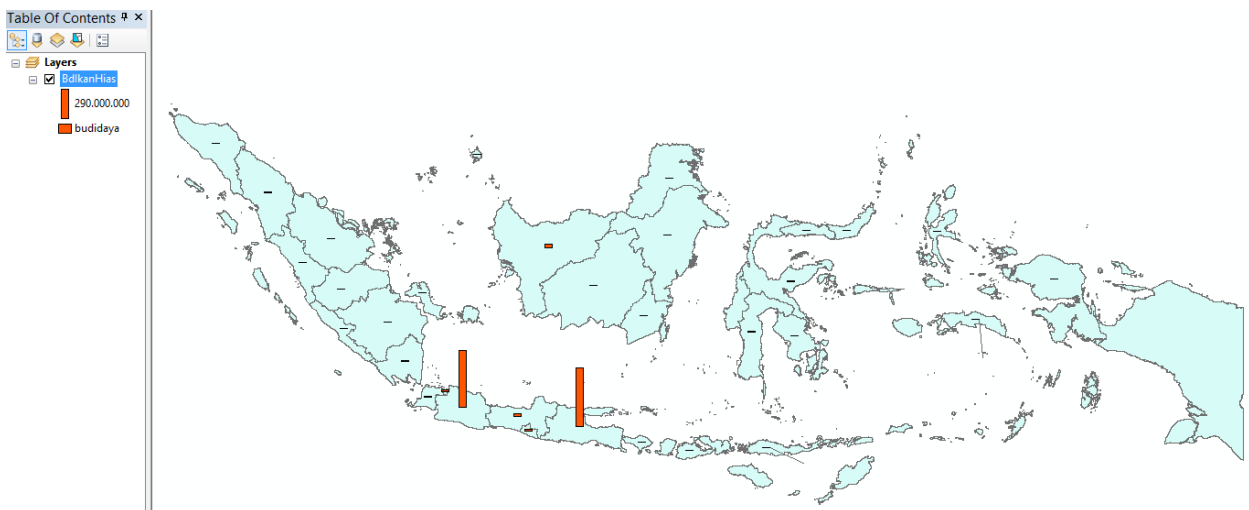 Table Of Contents
Layers
BdIkanHias
290.000.000
budidaya